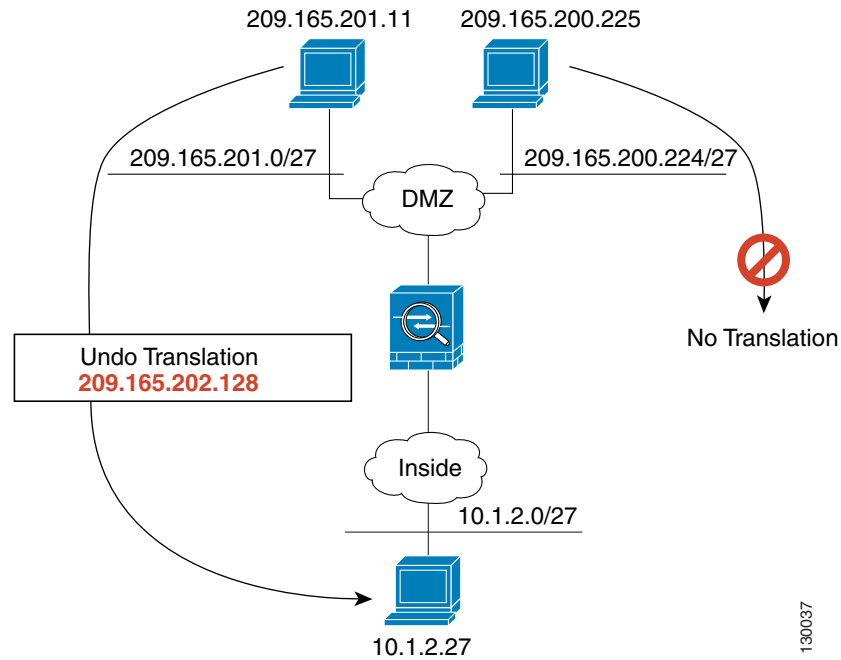 209.165.201.11
209.165.200.225
209.165.201.0/27
209.165.200.224/27
DMZ
No Translation
Undo Translation
209.165.202.128
Inside
10.1.2.0/27
10.1.2.27
130037